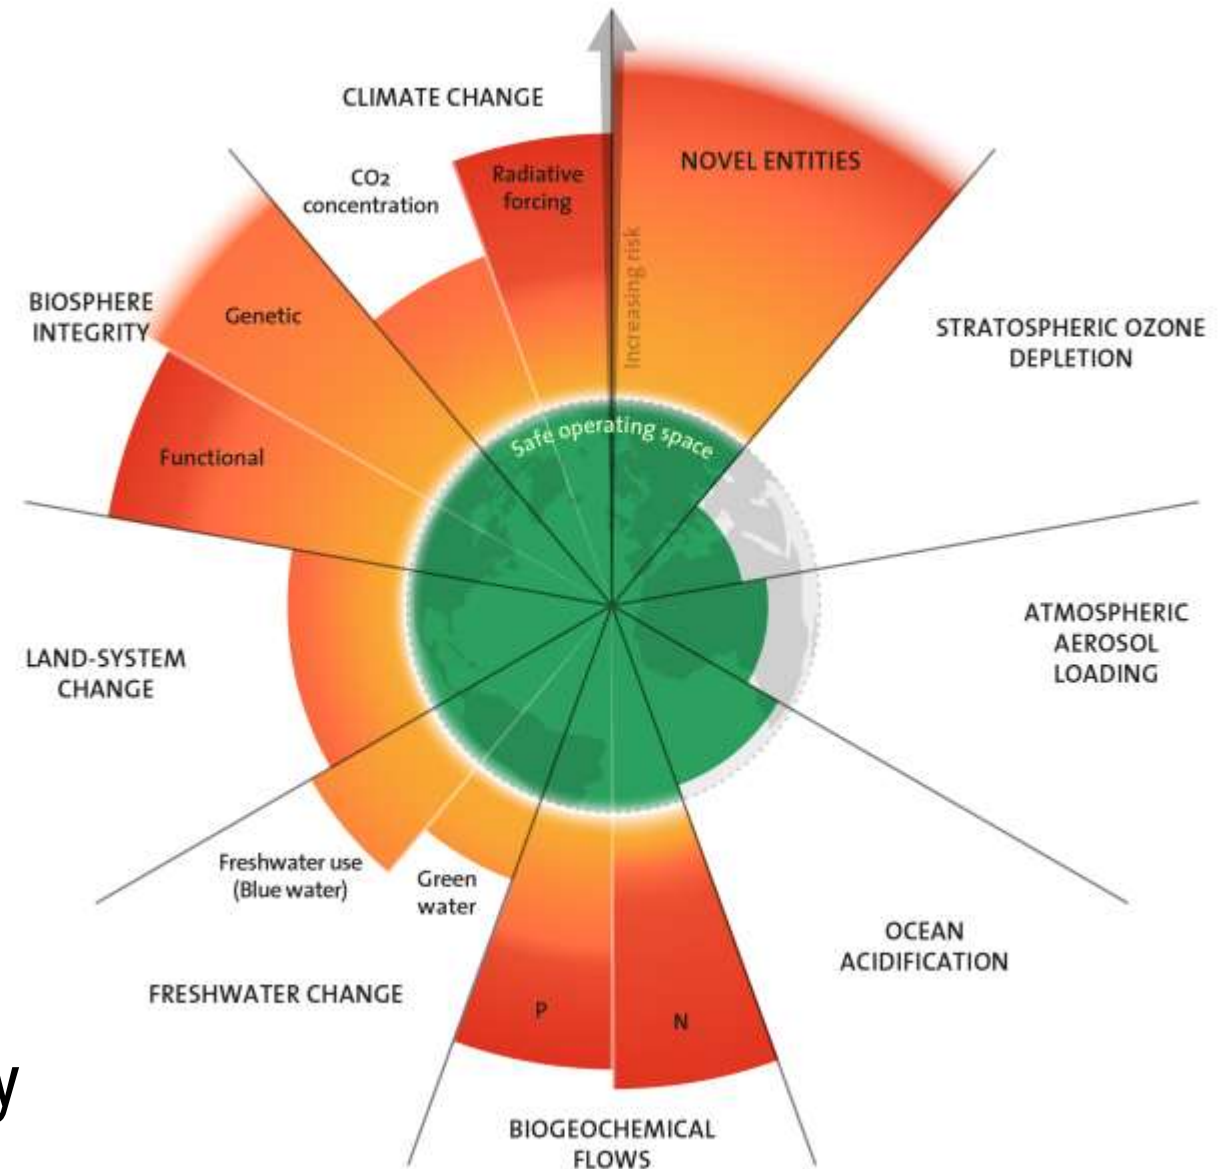 CLIMATE CHANGE
CO2
concentration
Radiative
forcing
NOVEL ENTITIES
Increasing risk
BIOSPHERE
INTEGRITY
Genetic
STRATOSPHERIC OZONE
DEPLETION
Functional
Safe operating space
LAND-SYSTEM
CHANGE
ATMOSPHERIC
AEROSOL
LOADING
Freshwater use
(Blue water)
Green
water
OCEAN
ACIDIFICATION
FRESHWATER CHANGE
P
N
y
BIOGEOCHEMICAL
FLOWS